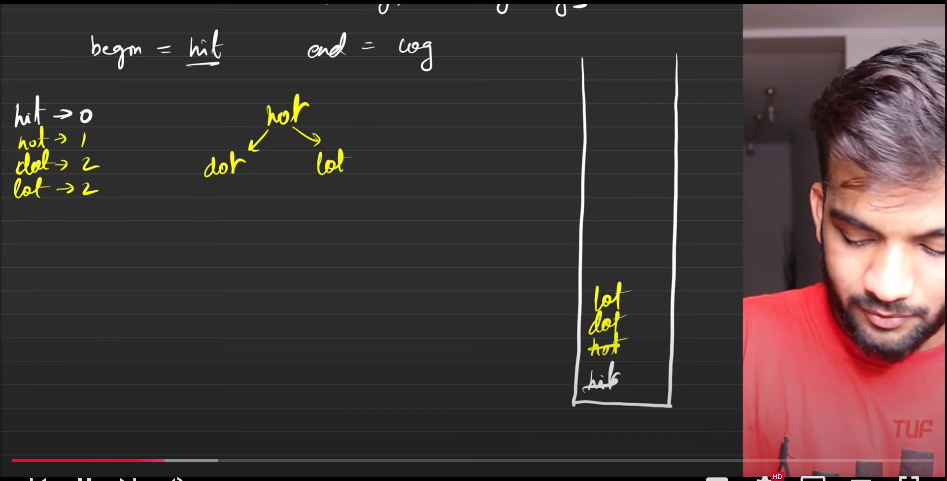 begin = hit end = cog
hit → 0
hot → 1
dot → 2
lot → 2
hot
dot lot
lot
dot
hot
hit
TUF
HD